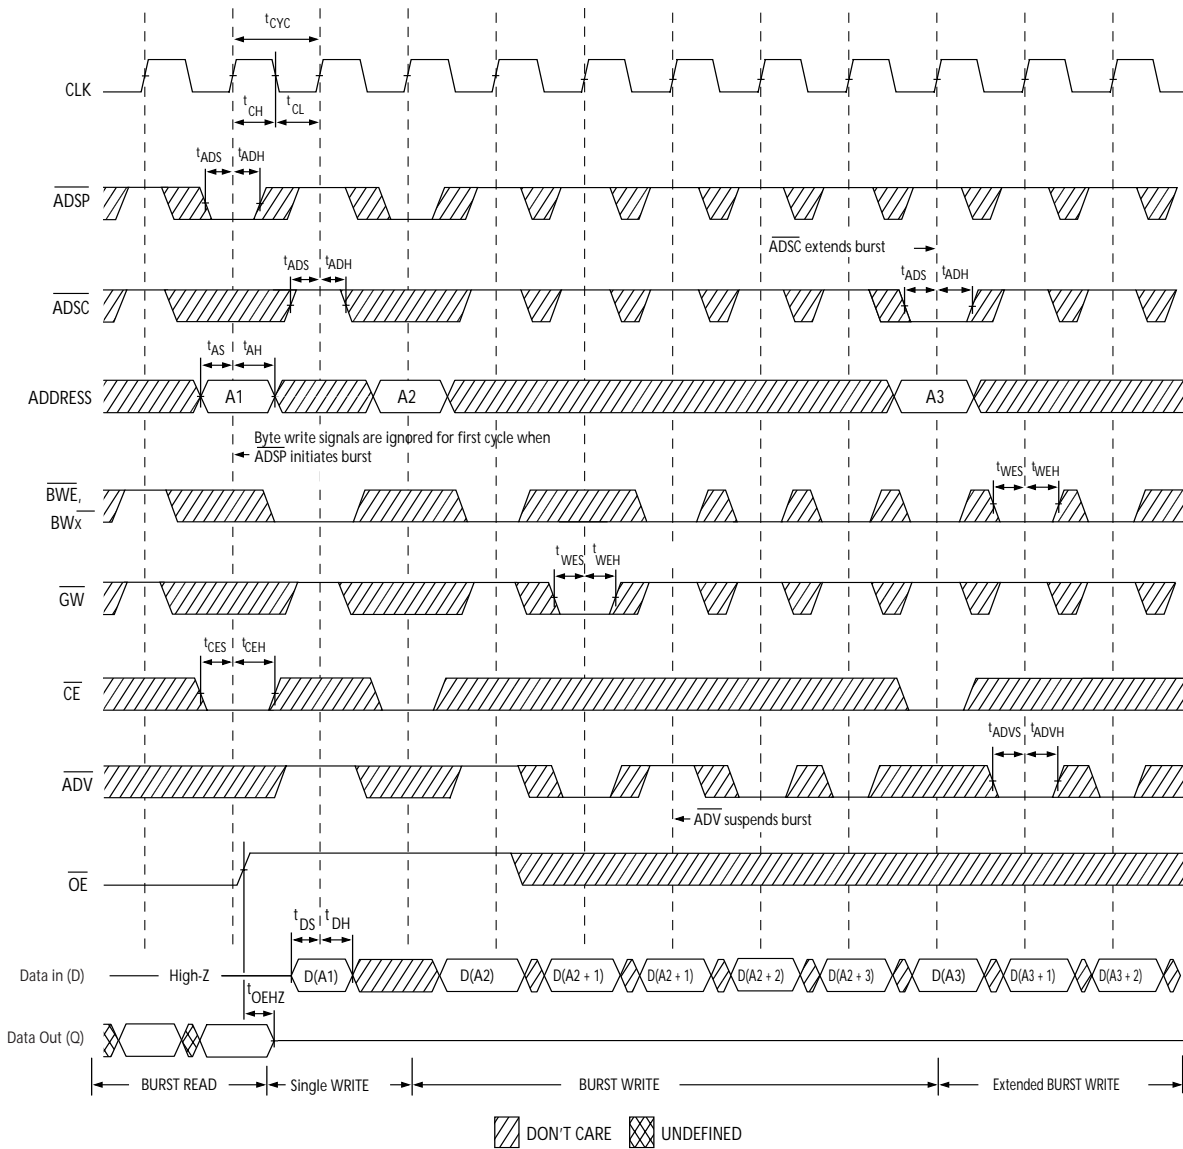 tCYC
CLK
tCH
tCL
tADS
tADH
ADSP
ADSC extends burst
tADS
tADH
tADS
tADH
ADSC
tAS
tAH
ADDRESS
A1
A2
A3
Byte write signals are ignored for first cycle when
ADSP initiates burst
tWES
tWEH
BWE,
BWx
tWES
tWEH
GW
tCES
tCEH
CE
tADVS
tADVH
ADV
ADV suspends burst
OE
tDS
tDH
Data in (D)
High-Z
D(A1)
D(A2)
D(A2 + 1)
D(A2 + 1)
D(A2 + 2)
D(A2 + 3)
D(A3)
D(A3 + 1)
D(A3 + 2)
tOEHZ
Data Out (Q)
BURST READ
Single WRITE
BURST WRITE
Extended BURST WRITE
DON'T CARE
UNDEFINED